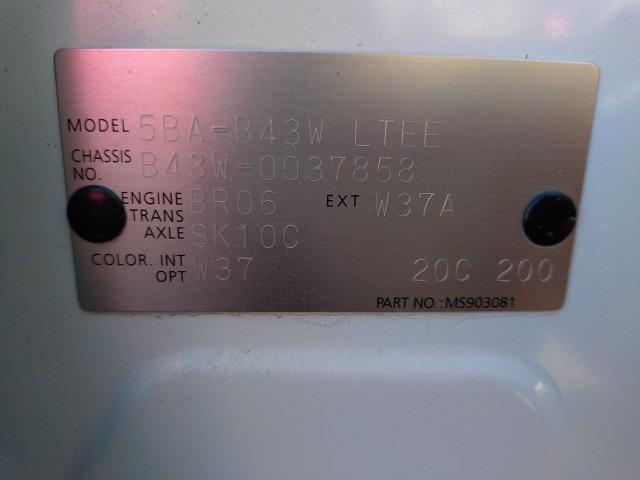 MODEL 5BA-B43W LTEE
CHASSIS NO. B43W-0037858
ENGINE BR06 EXT W37A
TRANS AXLE SK10C
COLOR. INT OPT W37 20C 200
PART NO.:MS903081